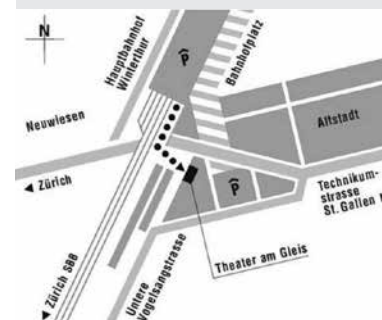 N
Hauptbahnhof
Winterthur
P
Bahnhofplatz
Neuwiesen
Altstadt
Zürich
P
Technikum-
strasse
St. Gallen
Theater am Gleis
Zürich SBB
Untere
Vogelsangstrasse